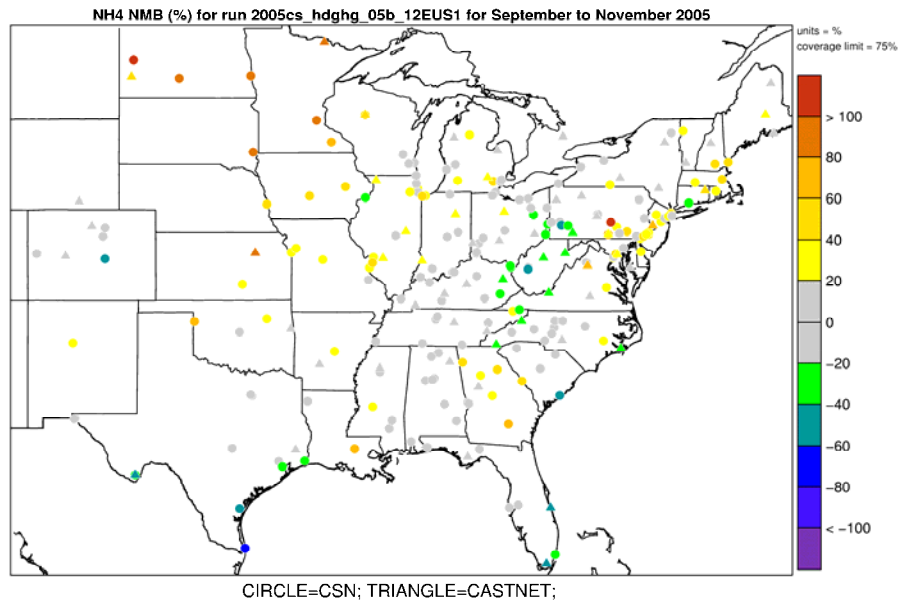 NH4 NMB (%) for run 2005cs_hdghg_05b_12EUS1 for September to November 2005
units = %
coverage limit = 75%
> 100
80
60
40
20
0
−20
−40
−60
−80
< −100
CIRCLE=CSN; TRIANGLE=CASTNET;